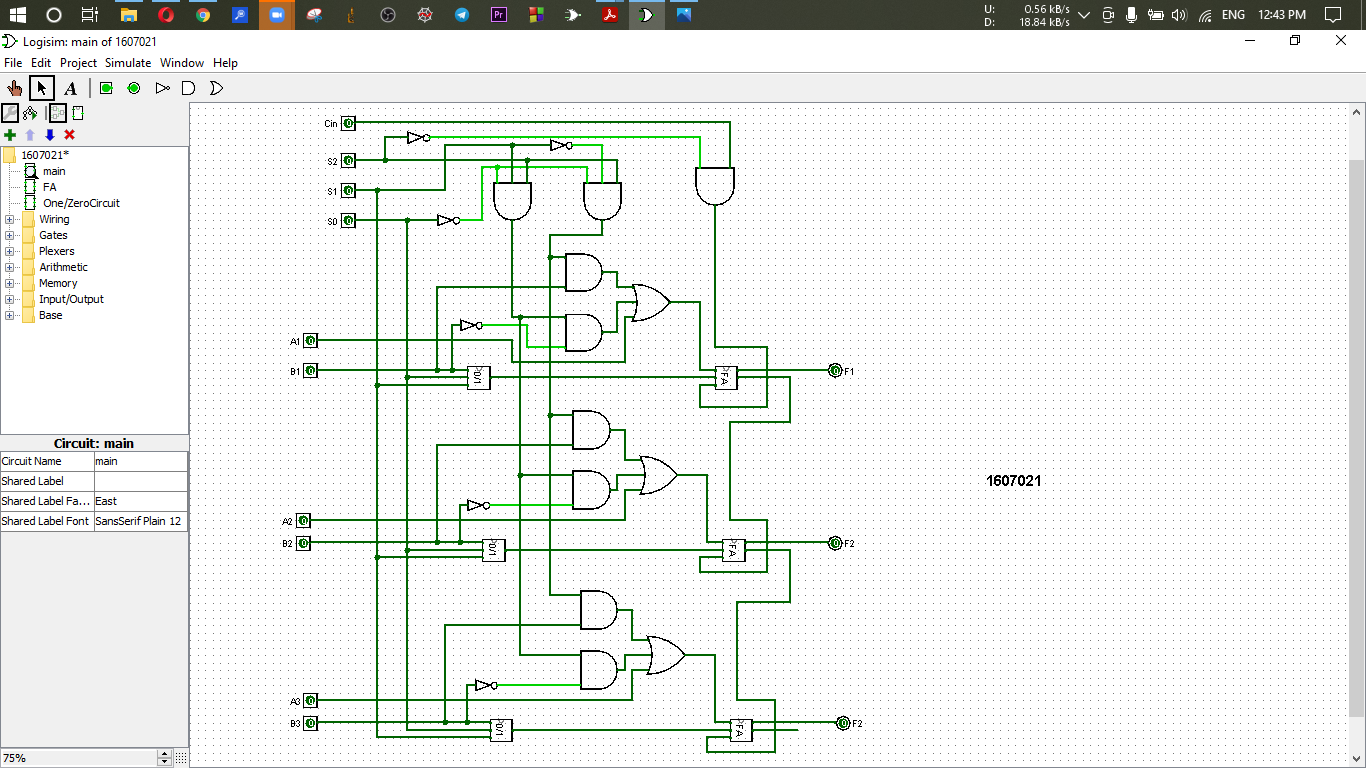 U: 0.56 kB/s
D: 18.84 kB/s
ENG 12:43 PM
Logisim: main of 1607021
File Edit Project Simulate Window Help
1607021*
main
FA
One/ZeroCircuit
Wiring
Gates
Plexers
Arithmetic
Memory
Input/Output
Base
Circuit: main
Circuit Name main
Shared Label
Shared Label Fa... East
Shared Label Font SansSerif Plain 12
75%
Cin 0
S2 0
S1 0
S0 0
A1 0
B1 0
0/1
FA
0 F1
1607021
A2 0
B2 0
0/1
FA
0 F2
A3 0
B3 0
0/1
FA
0 F2